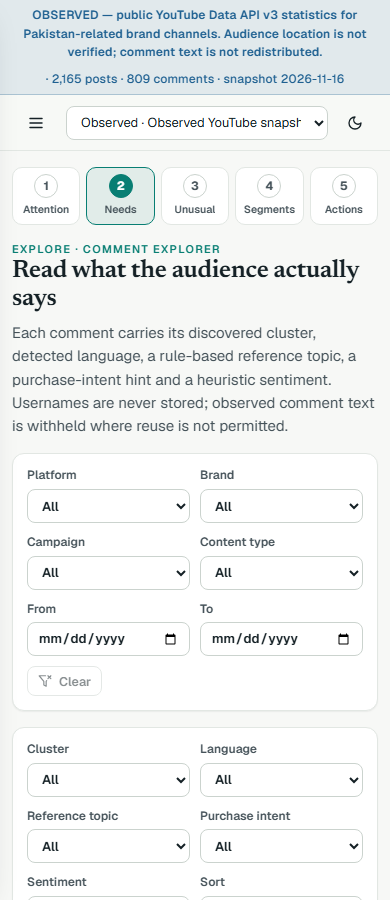 OBSERVED — public YouTube Data API v3 statistics for
Pakistan-related brand channels. Audience location is not
verified; comment text is not redistributed.
· 2,165 posts · 809 comments · snapshot 2026-11-16
Observed · Observed YouTube snapsh
1 2 3 4 5
Attention Needs Unusual Segments Actions
EXPLORE · COMMENT EXPLORER
Read what the audience actually
says
Each comment carries its discovered cluster,
detected language, a rule-based reference topic, a
purchase-intent hint and a heuristic sentiment.
Usernames are never stored; observed comment text
is withheld where reuse is not permitted.
Platform Brand
All All
Campaign Content type
All All
From To
mm/dd/yyyy mm/dd/yyyy
Clear
Cluster Language
All All
Reference topic Purchase intent
All All
Sentiment Sort